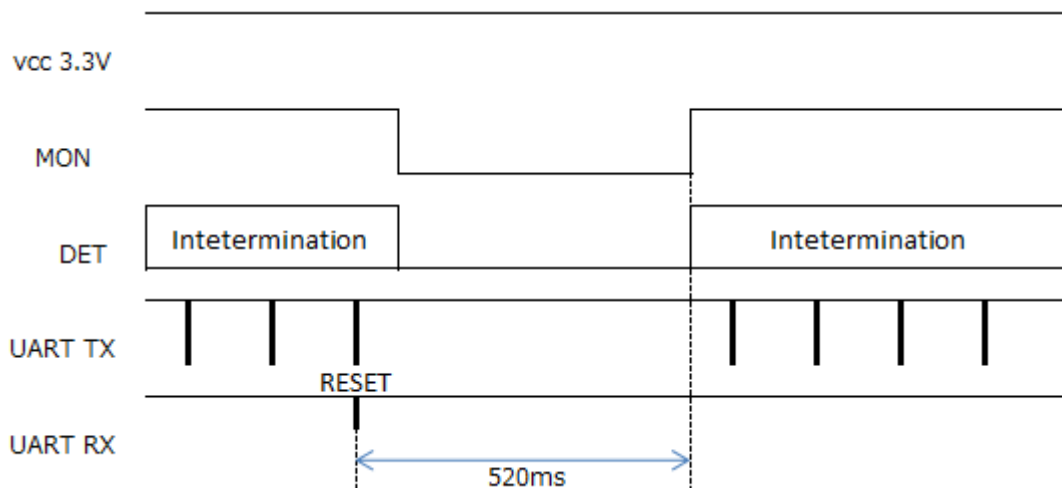 vcc 3.3V
MON
DET
Intetermination
Intetermination
UART TX
RESET
UART RX
520ms